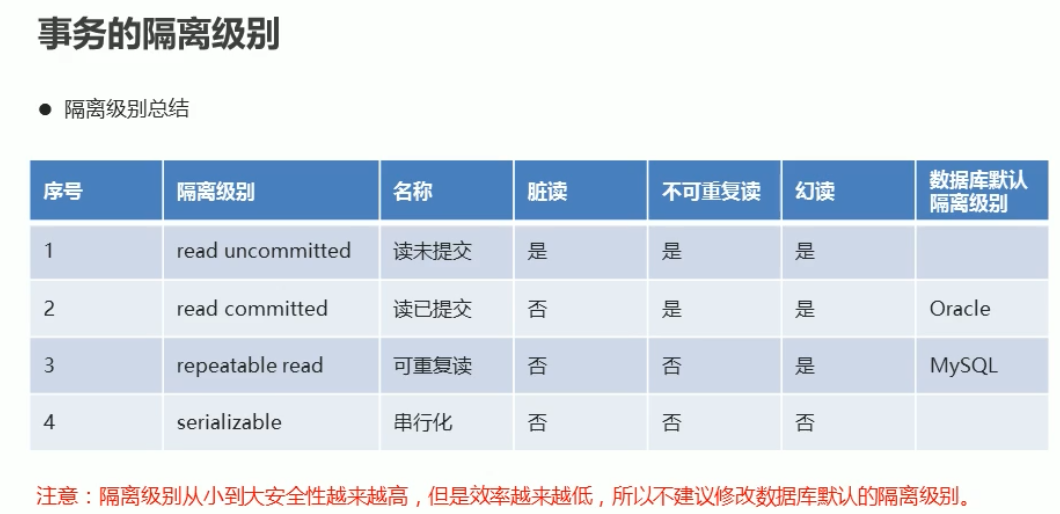 事务的隔离级别
● 隔离级别总结
序号 隔离级别 名称 脏读 不可重复读 幻读 数据库默认
隔离级别
1 read uncommitted 读未提交 是 是 是
2 read committed 读已提交 否 是 是 Oracle
3 repeatable read 可重复读 否 否 是 MySQL
4 serializable 串行化 否 否 否
注意：隔离级别从小到大安全性越来越高，但是效率越来越低，所以不建议修改数据库默认的隔离级别。